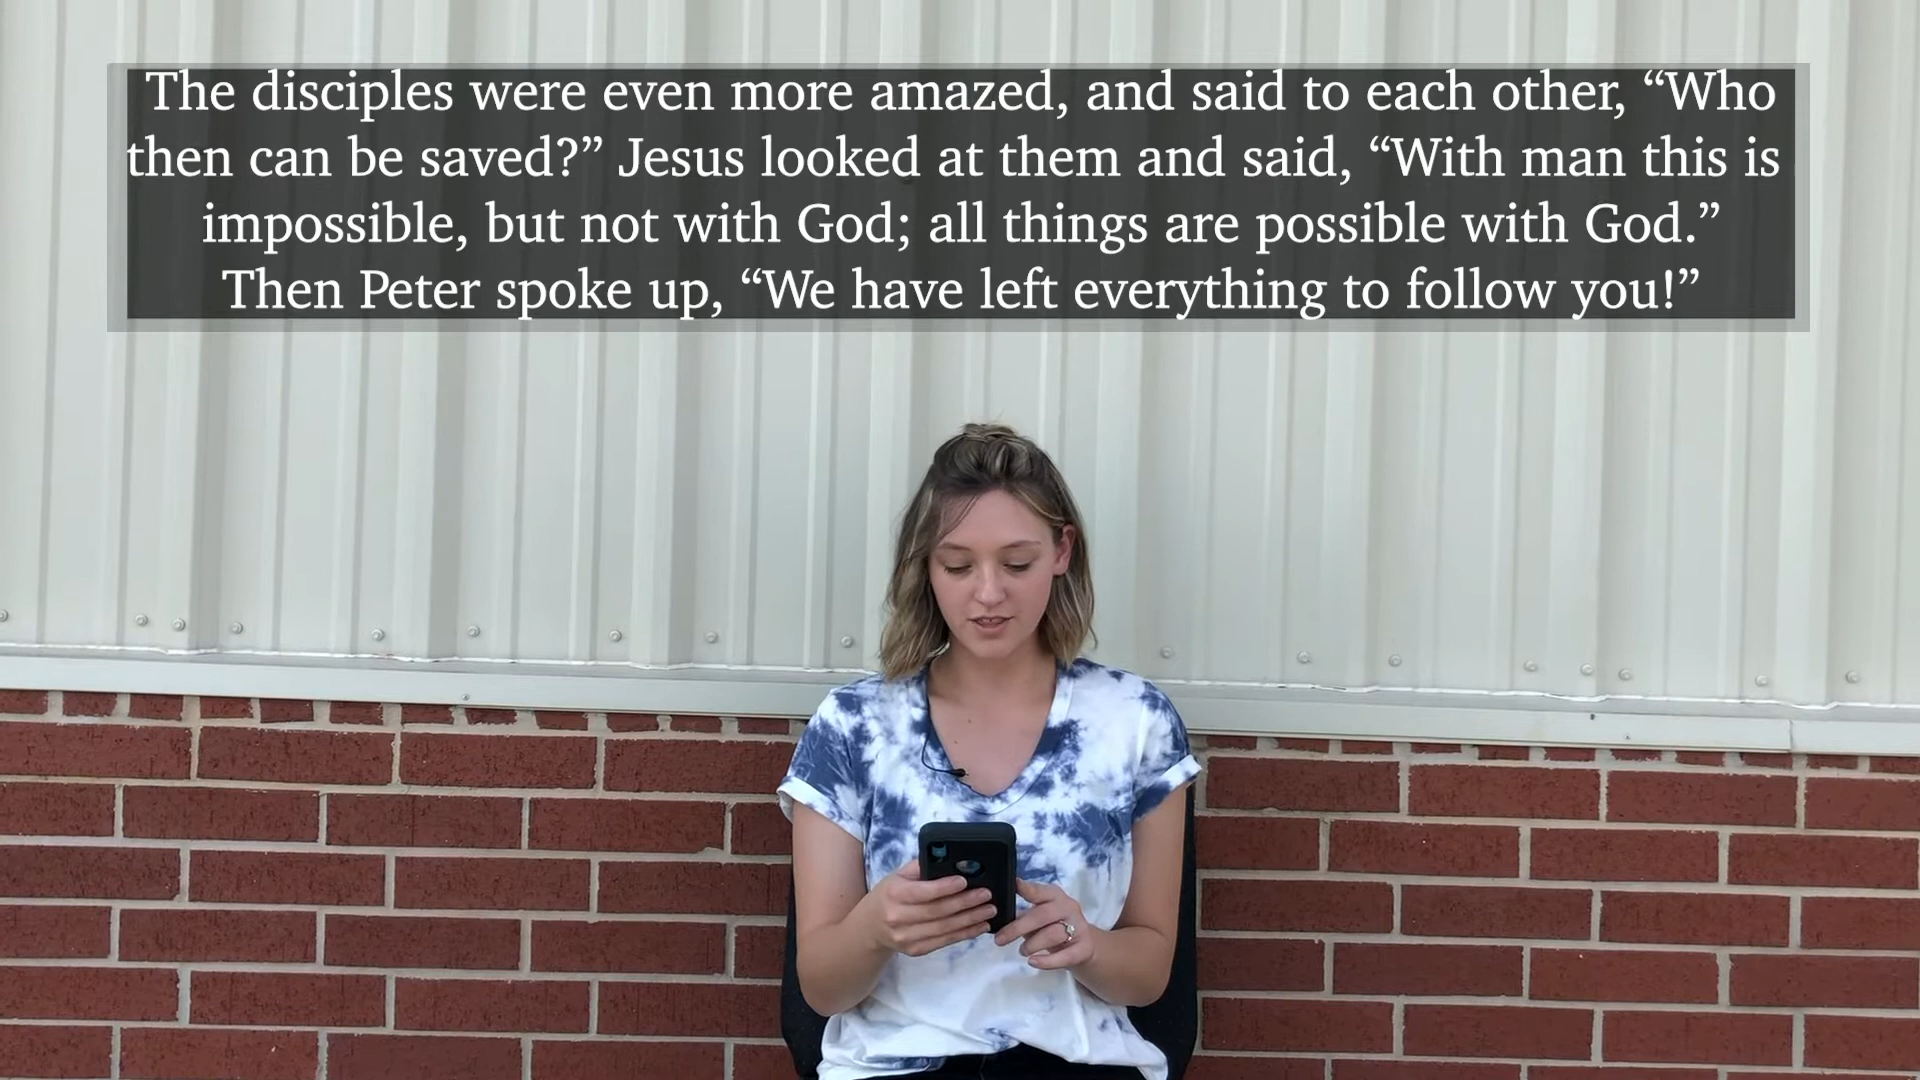 The disciples were even more amazed, and said to each other, “Who
then can be saved?” Jesus looked at them and said, “With man this is
impossible, but not with God; all things are possible with God.”
Then Peter spoke up, “We have left everything to follow you!”